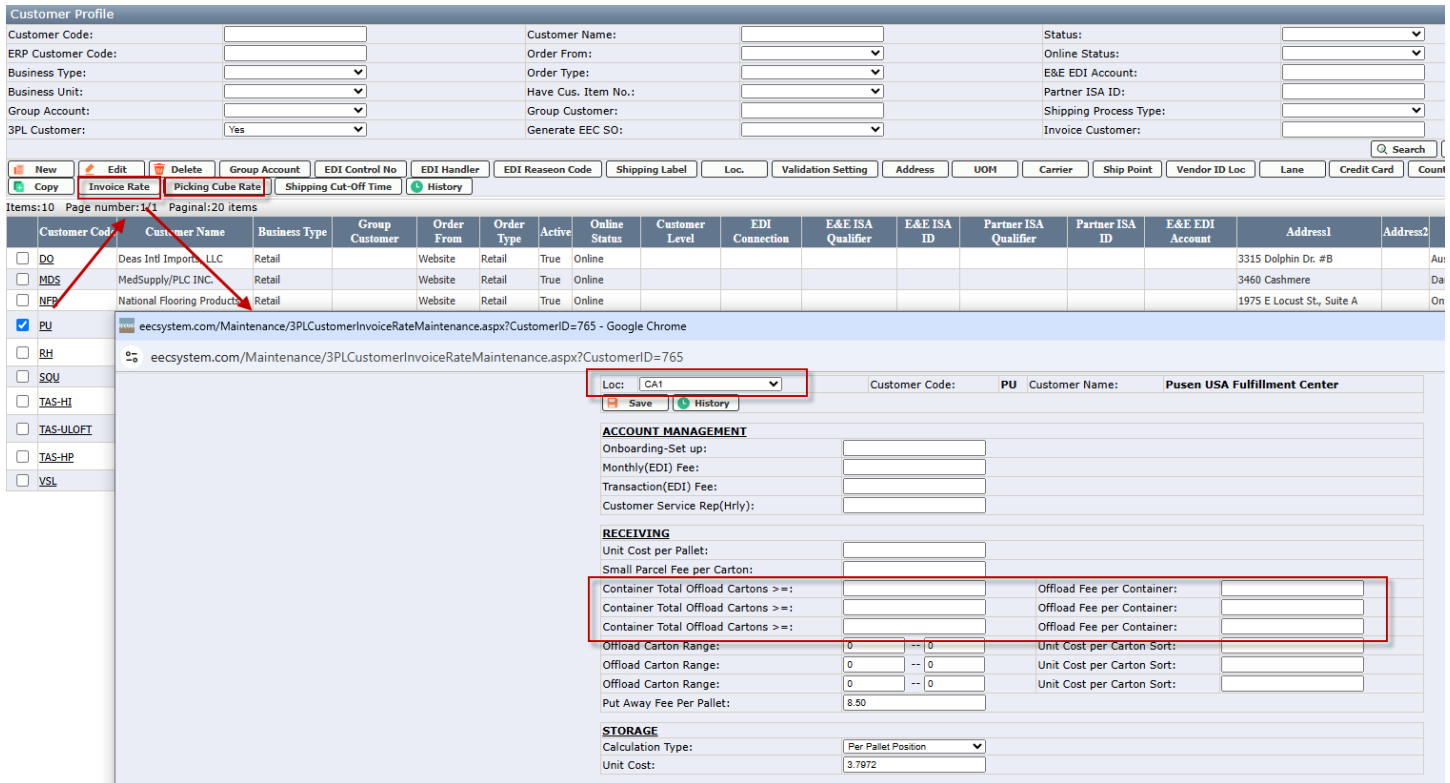 Customer Profile
Customer Code: Customer Name: Status:
ERP Customer Code: Order From: Online Status:
Business Type: Order Type: E&E EDI Account:
Business Unit: Have Cus. Item No.: Partner ISA ID:
Group Account: Group Customer: Shipping Process Type:
3PL Customer: Yes Generate EEC SO: Invoice Customer:
Search
New Edit Delete Group Account EDI Control No EDI Handler EDI Reaseon Code Shipping Label Loc. Validation Setting Address UOM Carrier Ship Point Vendor ID Loc Lane Credit Card Count
Copy Invoice Rate Picking Cube Rate Shipping Cut-Off Time History
Items:10 Page number:1/1 Paginal:20 items
Customer Code Customer Name Business Type Group Customer Order From Order Type Active Online Status Customer Level EDI Connection E&E ISA Qualifier E&E ISA ID Partner ISA Qualifier Partner ISA ID E&E EDI Account Address1 Address2
DO Deas Intl Imports, LLC Retail Website Retail True Online 3315 Dolphin Dr. #B Aus
MDS MedSupply/PLC INC. Retail Website Retail True Online 3460 Cashmere Da
NFP National Flooring Products Retail Website Retail True Online 1975 E Locust St., Suite A On
PU
RH
SQU
TAS-HI
TAS-ULOFT
TAS-HP
VSL
eecsystem.com/Maintenance/3PLCustomerInvoiceRateMaintenance.aspx?CustomerID=765 - Google Chrome
eecsystem.com/Maintenance/3PLCustomerInvoiceRateMaintenance.aspx?CustomerID=765
Loc: CA1 Customer Code: PU Customer Name: Pusen USA Fulfillment Center
Save History
ACCOUNT MANAGEMENT
Onboarding-Set up:
Monthly(EDI) Fee:
Transaction(EDI) Fee:
Customer Service Rep(Hrly):
RECEIVING
Unit Cost per Pallet:
Small Parcel Fee per Carton:
Container Total Offload Cartons >=: Offload Fee per Container:
Container Total Offload Cartons >=: Offload Fee per Container:
Container Total Offload Cartons >=: Offload Fee per Container:
Offload Carton Range: 0 -- 0 Unit Cost per Carton Sort:
Offload Carton Range: 0 -- 0 Unit Cost per Carton Sort:
Offload Carton Range: 0 -- 0 Unit Cost per Carton Sort:
Put Away Fee Per Pallet: 8.50
STORAGE
Calculation Type: Per Pallet Position
Unit Cost: 3.7972